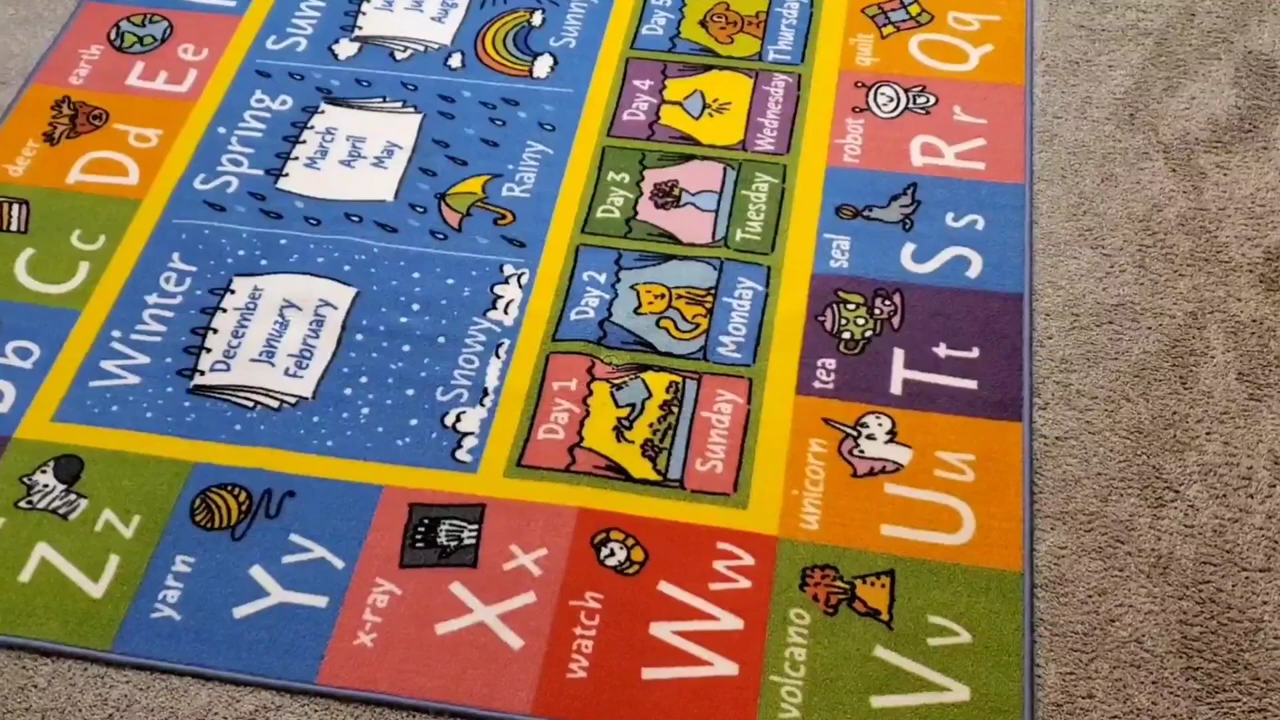 earth
Ee
deer
Dd
Cc
b
Zz
yarn
Yy
x-ray
Xx
watch
Ww
volcano
Vv
unicorn
Uu
tea
Tt
seal
Ss
robot
Rr
quilt
Qq
Sunny
Spring
March
April
May
Rainy
Winter
December
January
February
Snowy
Day 5
Thursday
Day 4
Wednesday
Day 3
Tuesday
Day 2
Monday
Day 1
Sunday